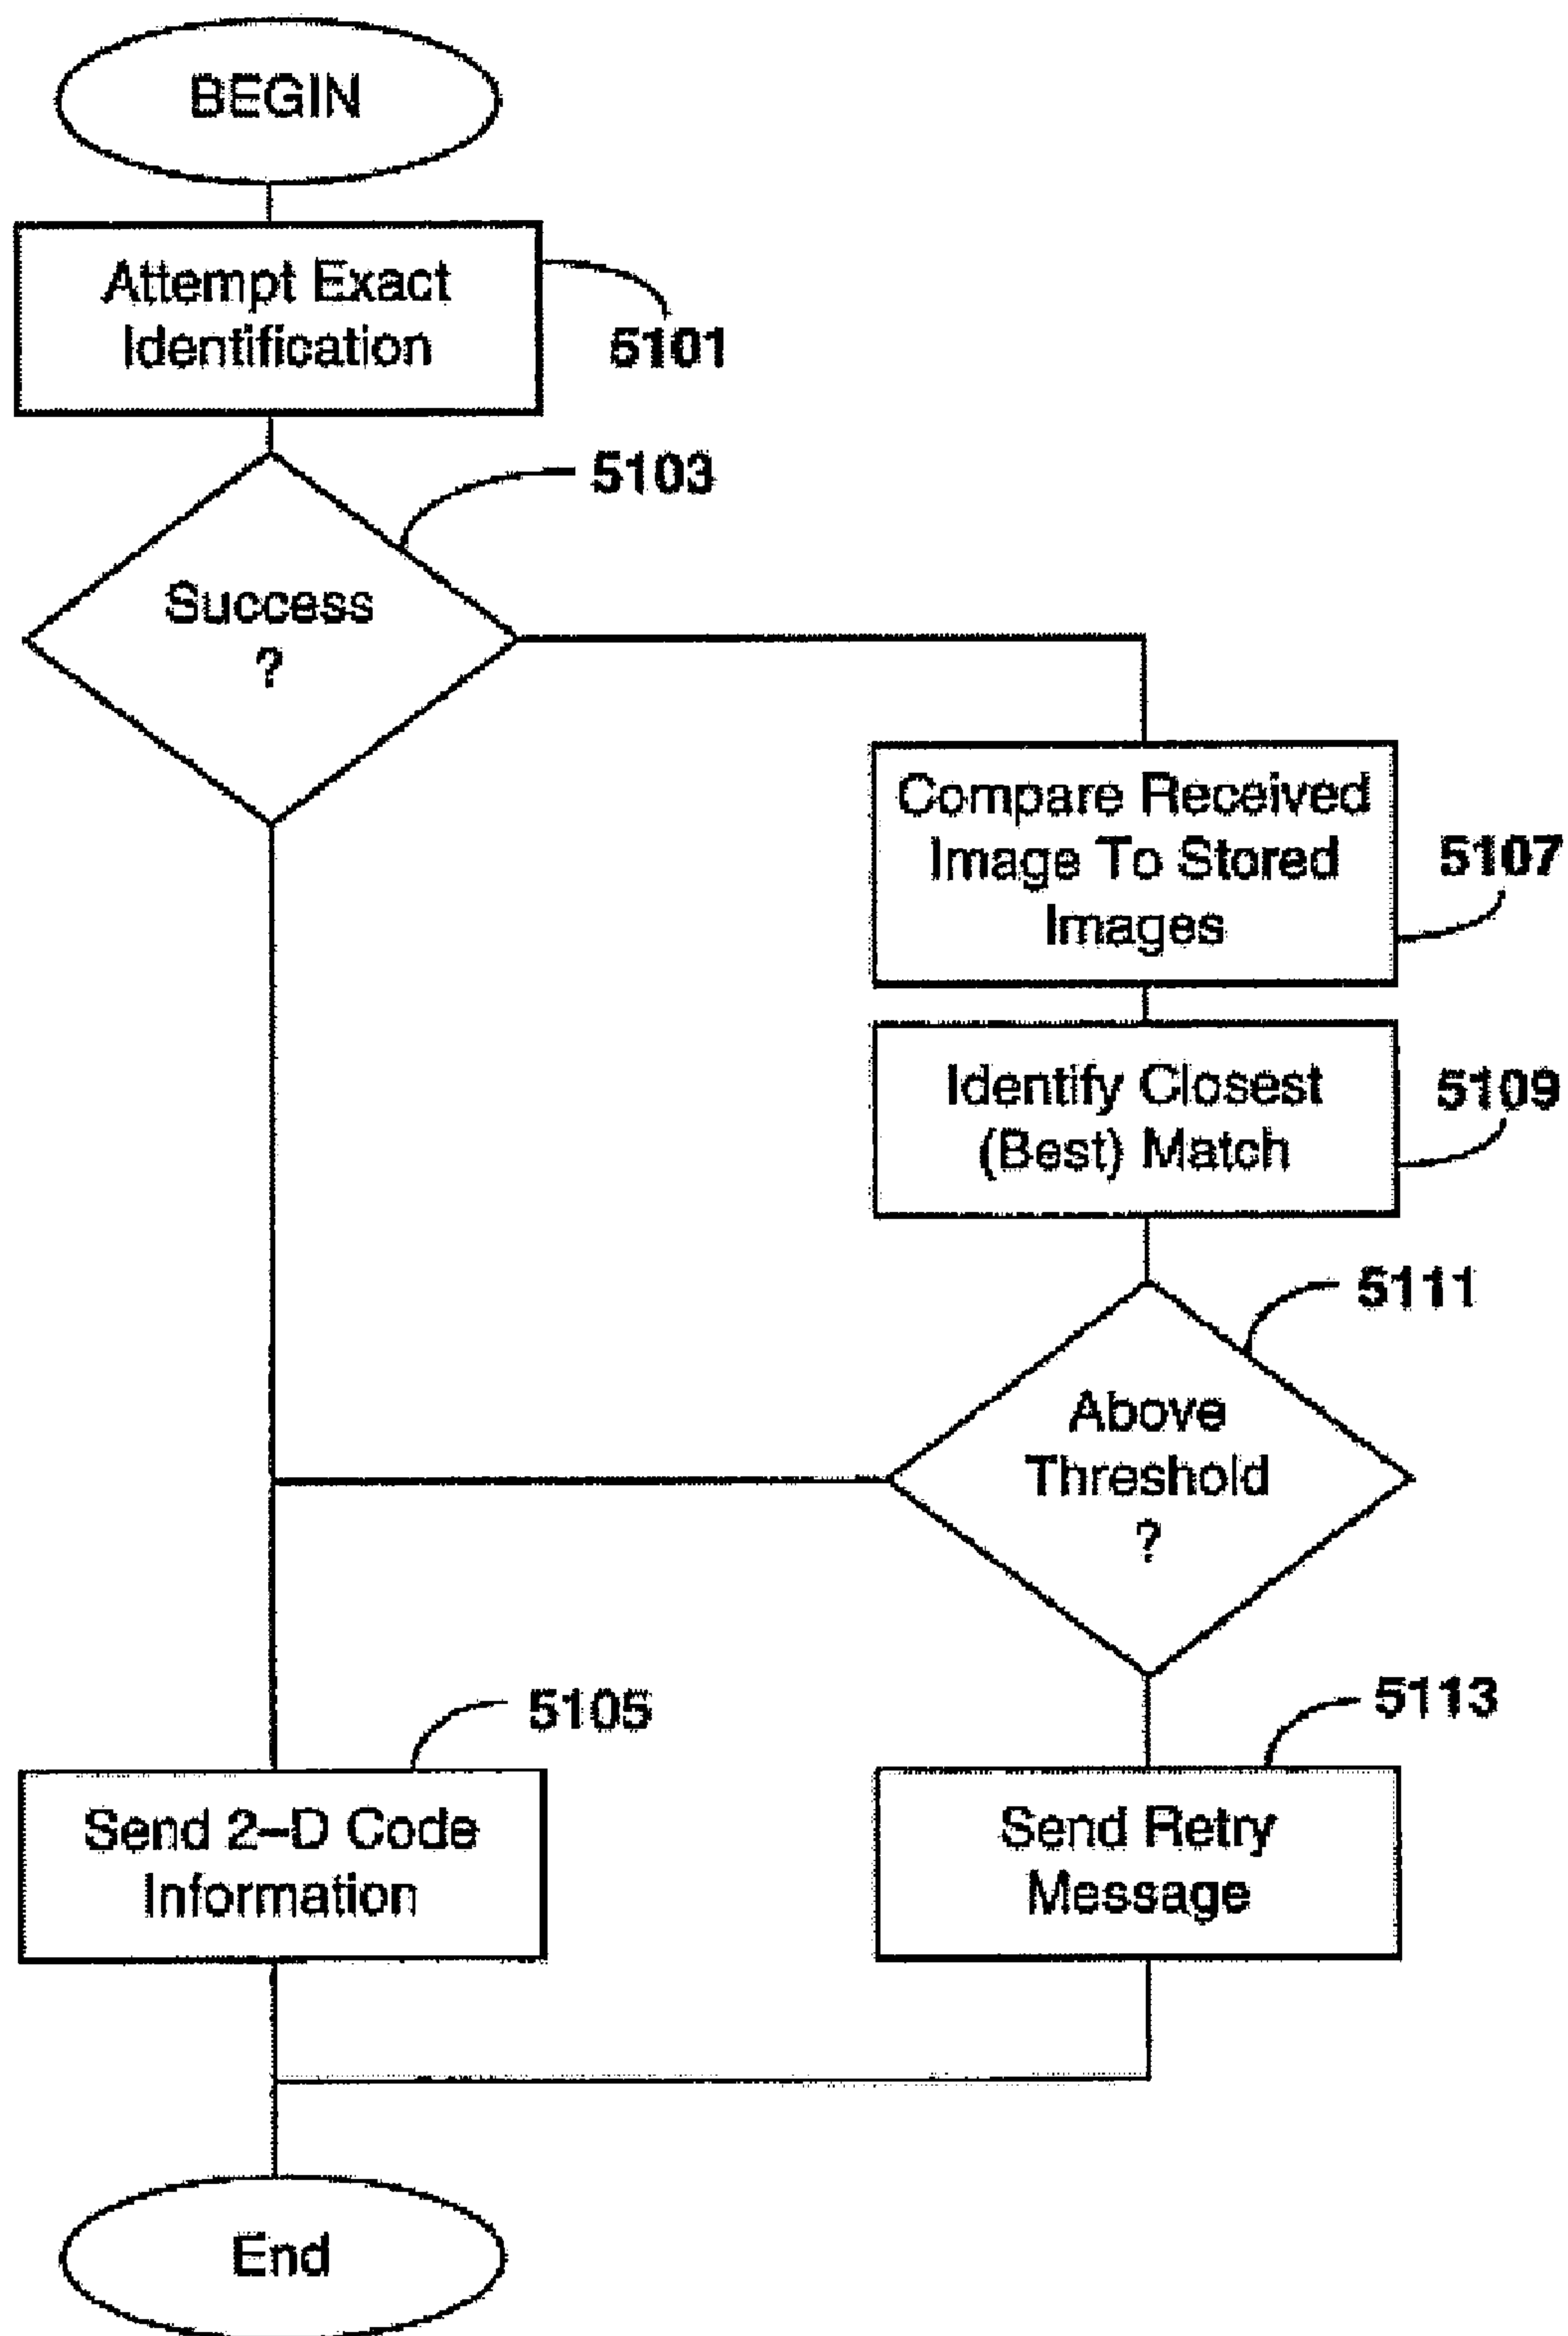 BEGIN
Attempt Exact
Identification
5101
5103
Success
?
Compare Received
Image To Stored
Images
5107
Identify Closest
(Best) Match
5109
5111
Above
Threshold
?
5105
5113
Send 2-D Code
Information
Send Retry
Message
End